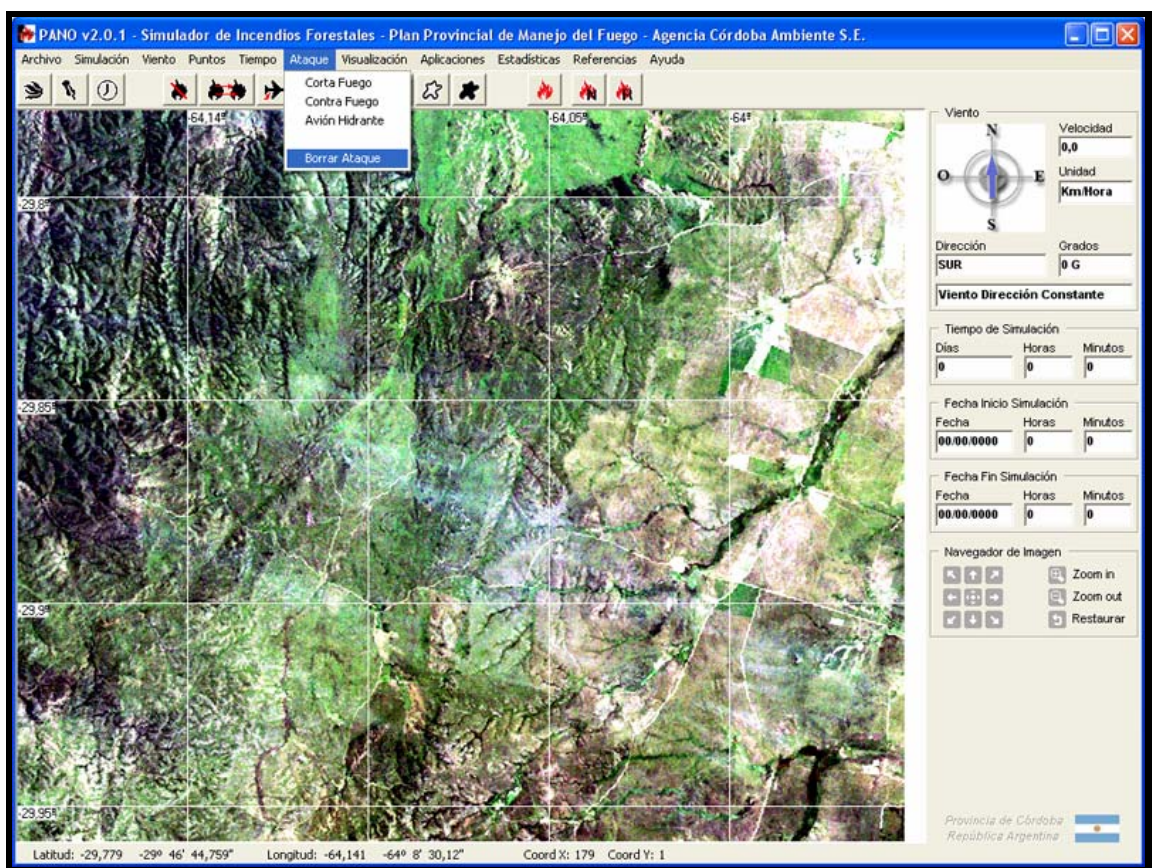 PANO v2.0.1 - Simulador de Incendios Forestales - Plan Provincial de Manejo del Fuego - Agencia Córdoba Ambiente S.E.
Archivo Simulación Viento Puntos Tiempo Ataque Visualización Aplicaciones Estadísticas Referencias Ayuda
Corta Fuego
Contra Fuego
Avión Hidrante
Borrar Ataque
N R
-64,14º -64,05º -64º
-29,8º
-29,85º
-29,9º
-29,95º
Viento
N
O E
S
Velocidad
0,0
Unidad
Km/Hora
Dirección Grados
SUR 0 G
Viento Dirección Constante
Tiempo de Simulación
Días Horas Minutos
0 0 0
Fecha Inicio Simulación
Fecha Horas Minutos
00/00/0000 0 0
Fecha Fin Simulación
Fecha Horas Minutos
00/00/0000 0 0
Navegador de Imagen
Zoom in
Zoom out
Restaurar
Provincia de Córdoba
República Argentina
Latitud: -29,779 -29º 46' 44,759" Longitud: -64,141 -64º 8' 30,12" Coord X: 179 Coord Y: 1